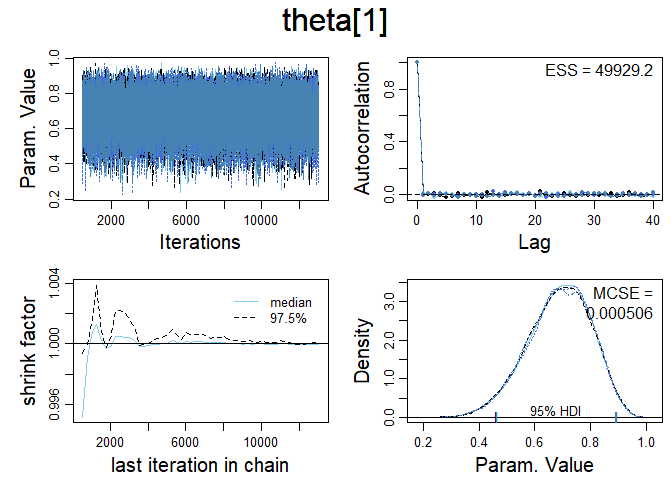 theta[1]
Param. Value
0.2 0.4 0.6 0.8 1.0
2000 6000 10000
Iterations
Autocorrelation
0.0 0.4 0.8
ESS = 49929.2
0 10 20 30 40
Lag
shrink factor
0.996 1.000 1.004
median
97.5%
2000 6000 10000
last iteration in chain
Density
0.0 1.0 2.0 3.0
MCSE =
0.000506
95% HDI
0.2 0.4 0.6 0.8 1.0
Param. Value